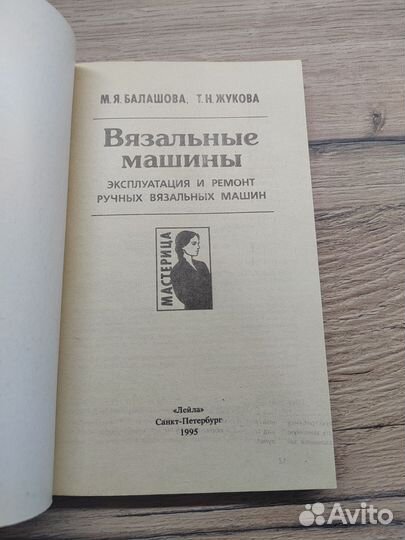 М.Я. БАЛАШОВА, Т.Н. ЖУКОВА
Вязальные
машины
ЭКСПЛУАТАЦИЯ И РЕМОНТ
РУЧНЫХ ВЯЗАЛЬНЫХ МАШИН
МАСТЕРИЦА
«Лейла»
Санкт-Петербург
1995
Avito